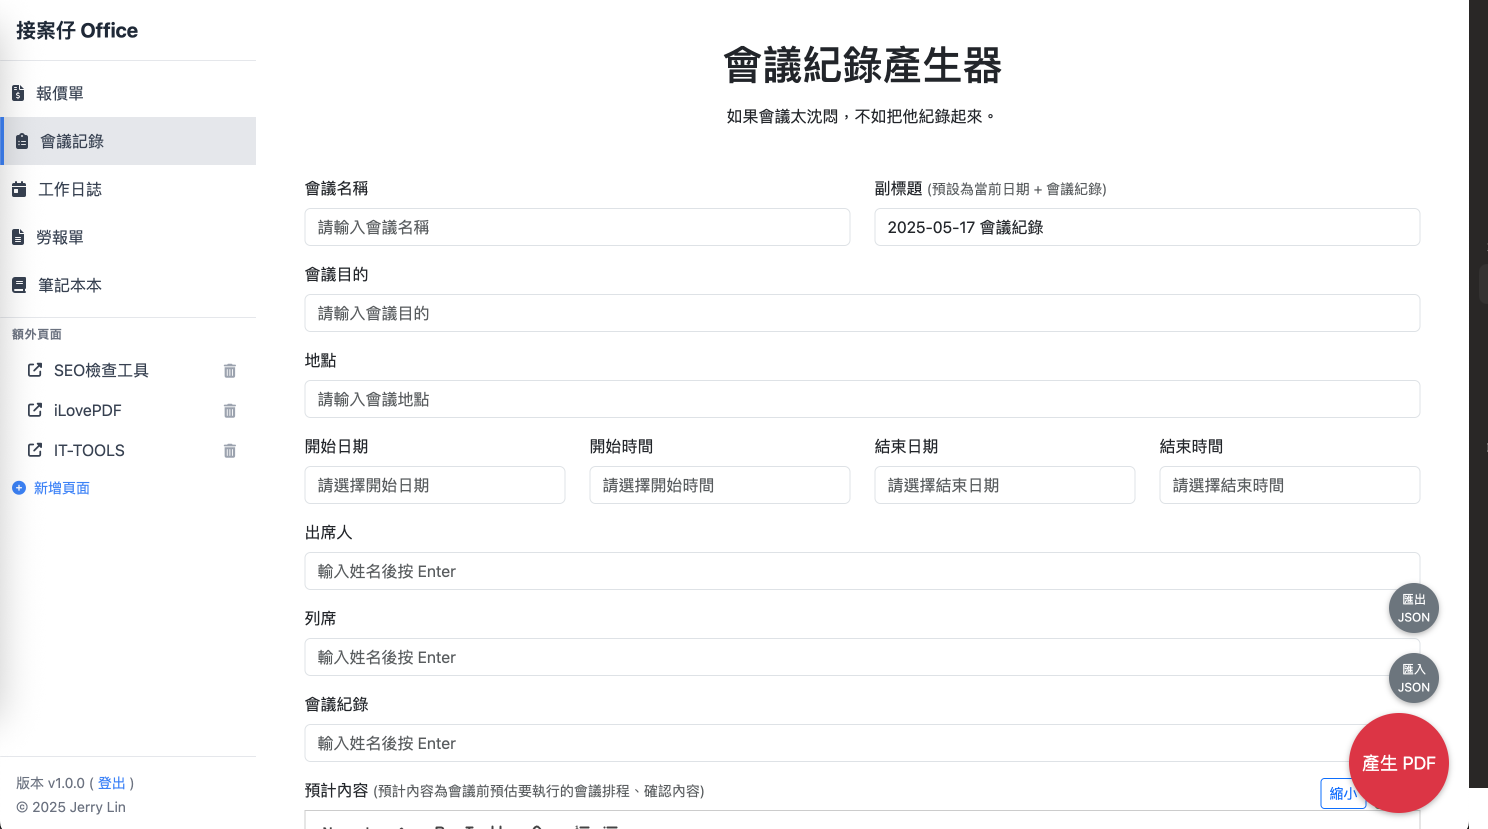 接案仔 Office
報價單
會議記錄
工作日誌
勞報單
筆記本本
額外頁面
SEO檢查工具
iLovePDF
IT-TOOLS
新增頁面
版本 v1.0.0 ( 登出 )
© 2025 Jerry Lin
會議紀錄產生器
如果會議太沈悶，不如把他紀錄起來。
會議名稱
請輸入會議名稱
副標題 (預設為當前日期 + 會議紀錄)
2025-05-17 會議紀錄
會議目的
請輸入會議目的
地點
請輸入會議地點
開始日期
請選擇開始日期
開始時間
請選擇開始時間
結束日期
請選擇結束日期
結束時間
請選擇結束時間
出席人
輸入姓名後按 Enter
列席
輸入姓名後按 Enter
會議紀錄
輸入姓名後按 Enter
預計內容 (預計內容為會議前預估要執行的會議排程、確認內容)
縮小
匯出
JSON
匯入
JSON
產生 PDF